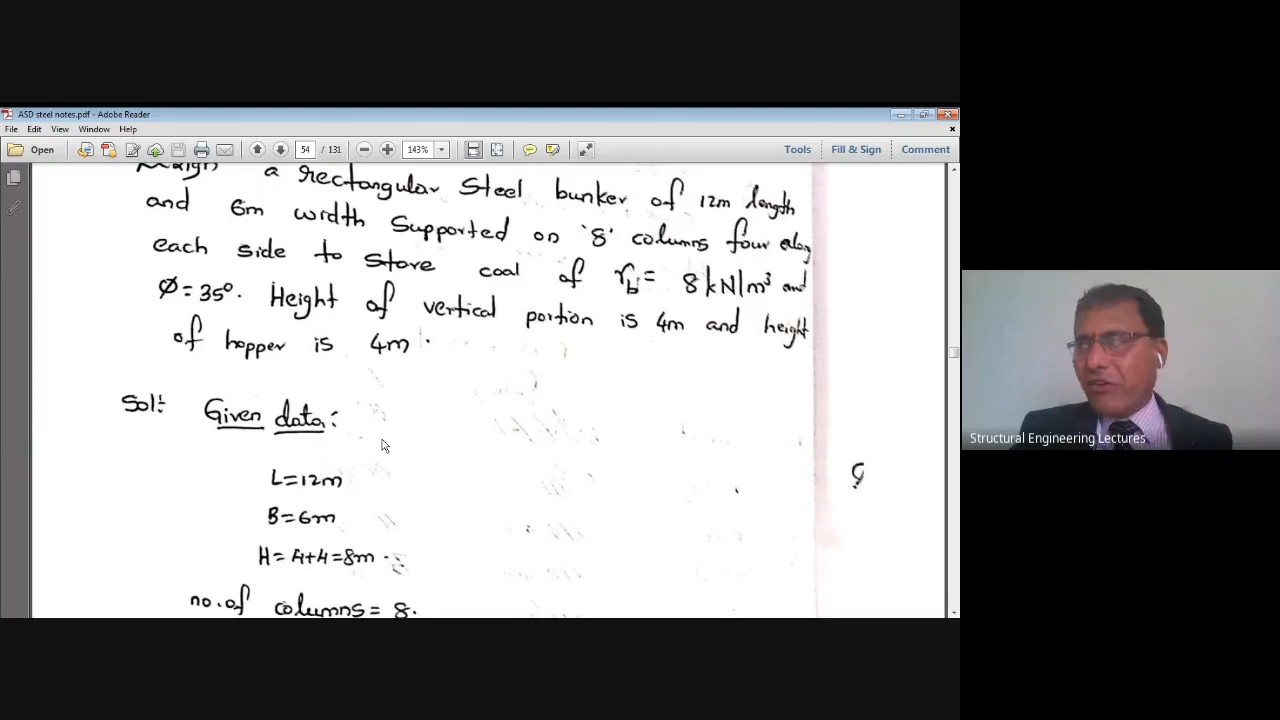 ASD steel notes.pdf - Adobe Reader
File Edit View Window Help
Open 54 / 131 143% Tools Fill & Sign Comment
a rectangular Steel bunker of 12m length
and 6m width Supported on '8' columns four along
each side to store coal of γb = 8kN/m³ and
Ø = 35°. Height of vertical portion is 4m and height
of hopper is 4m.
Sol:
Given data:
L=12m
B=6m
H=4+4=8m
no.of columns = 8.
Structural Engineering Lectures